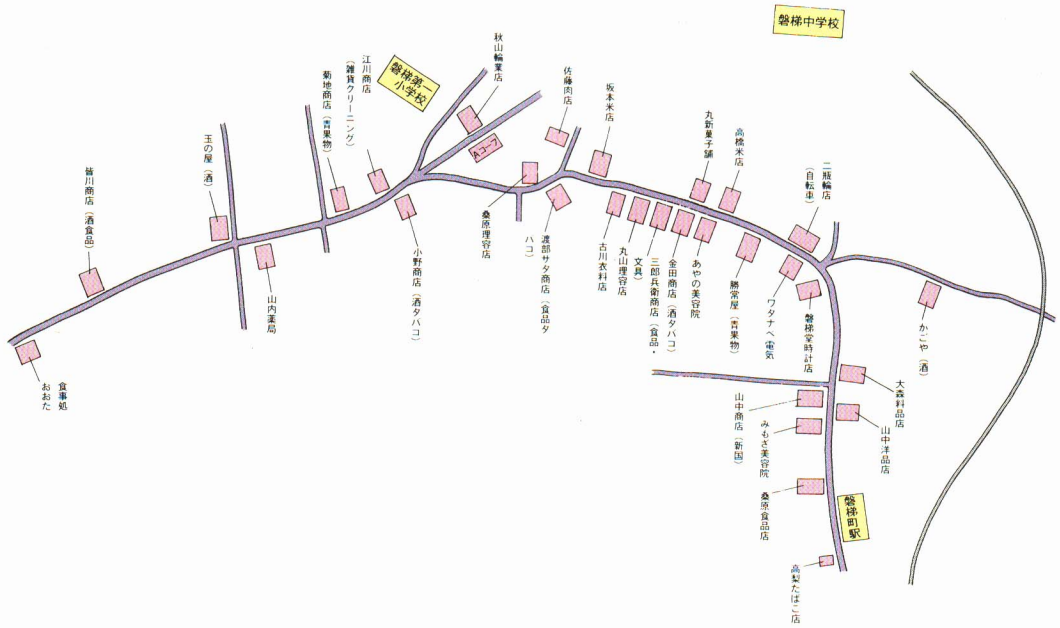 磐梯中学校
秋山輪業店
磐梯第一
小学校
江川商店
(雑貨クリーニング)
菊地商店(青果物)
玉の屋(酒)
皆川商店(酒食品)
Aコープ
佐藤肉店
坂本米店
丸新菓子舗
高橋米店
二瓶輪店
(自転車)
食事処
おおた
山内薬局
小野商店(酒タバコ)
桑原理容店
渡部サタ商店(食品タ
バコ)
古川衣料店
丸山理容店
三郎兵衛商店(食品・
文具)
金田商店(酒タバコ)
あやの美容院
勝常屋(青果物)
ワタナベ電気
磐梯堂時計店
かごや(酒)
大森料品店
山中洋品店
山中商店(新国)
みもざ美容院
桑原食品店
磐梯
町駅
高梨たばこ店